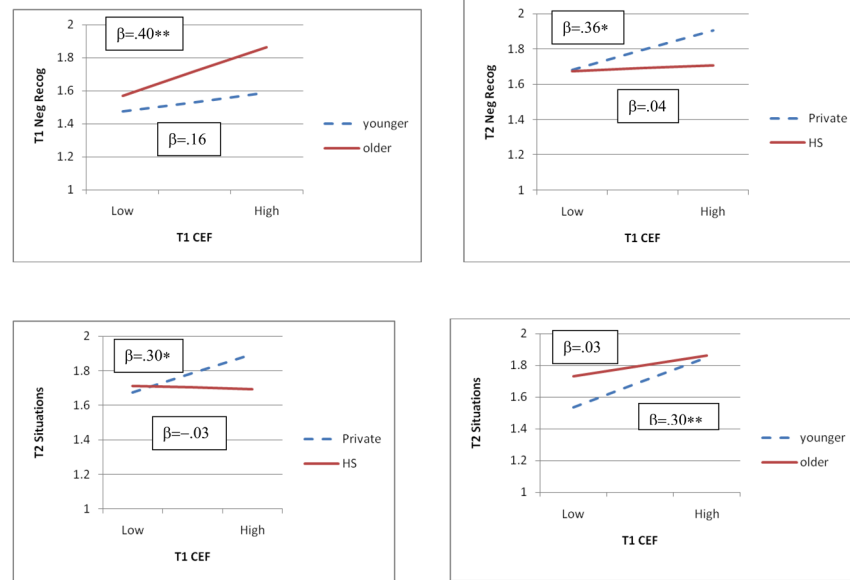 2
β=.40**
1.8
1.6
1.4
β=.16
1.2
1
Low
High
T1 Neg Recog
T1 CEF
younger
older
2
β=.36*
1.8
1.6
β=.04
1.4
1.2
1
Low
High
T2 Neg Recog
T1 CEF
Private
HS
2
β=.30*
1.8
1.6
1.4
β=−.03
1.2
1
Low
High
T2 Situations
T1 CEF
Private
HS
2
β=.03
1.8
1.6
β=.30**
1.4
1.2
1
Low
High
T2 Situations
T1 CEF
younger
older